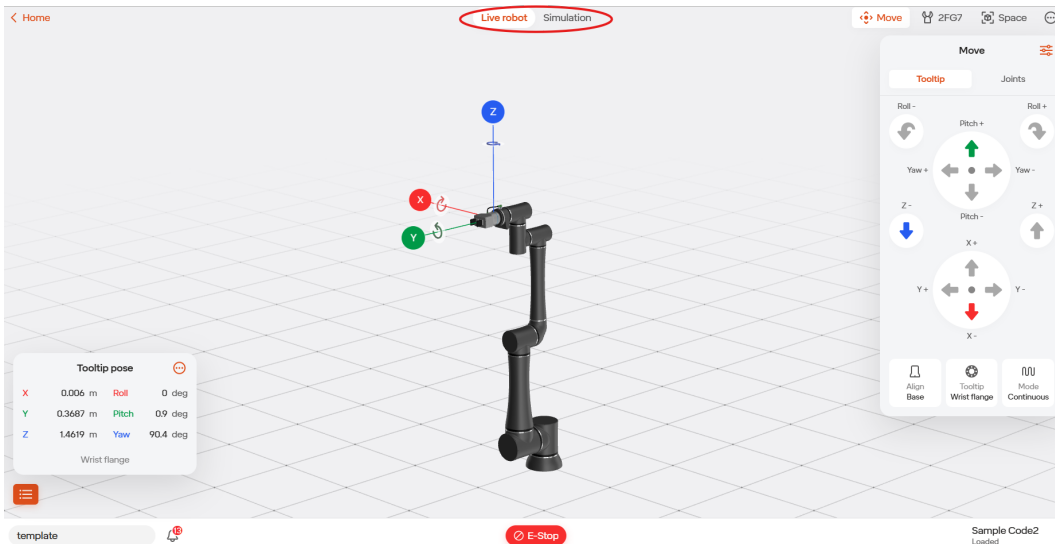 Home
Live robot Simulation
Move 2FG7 Space
Move
Tooltip Joints
Roll - Roll +
Pitch +
Yaw + Yaw -
Z - Z +
Pitch -
X +
Y + Y -
X -
Align Tooltip Mode
Base Wrist flange Continuous
Z
X
Y
Tooltip pose
X 0.006 m Roll 0 deg
Y 0.3687 m Pitch 0.9 deg
Z 1.4619 m Yaw 90.4 deg
Wrist flange
template 13 E-Stop Sample Code2
Loaded